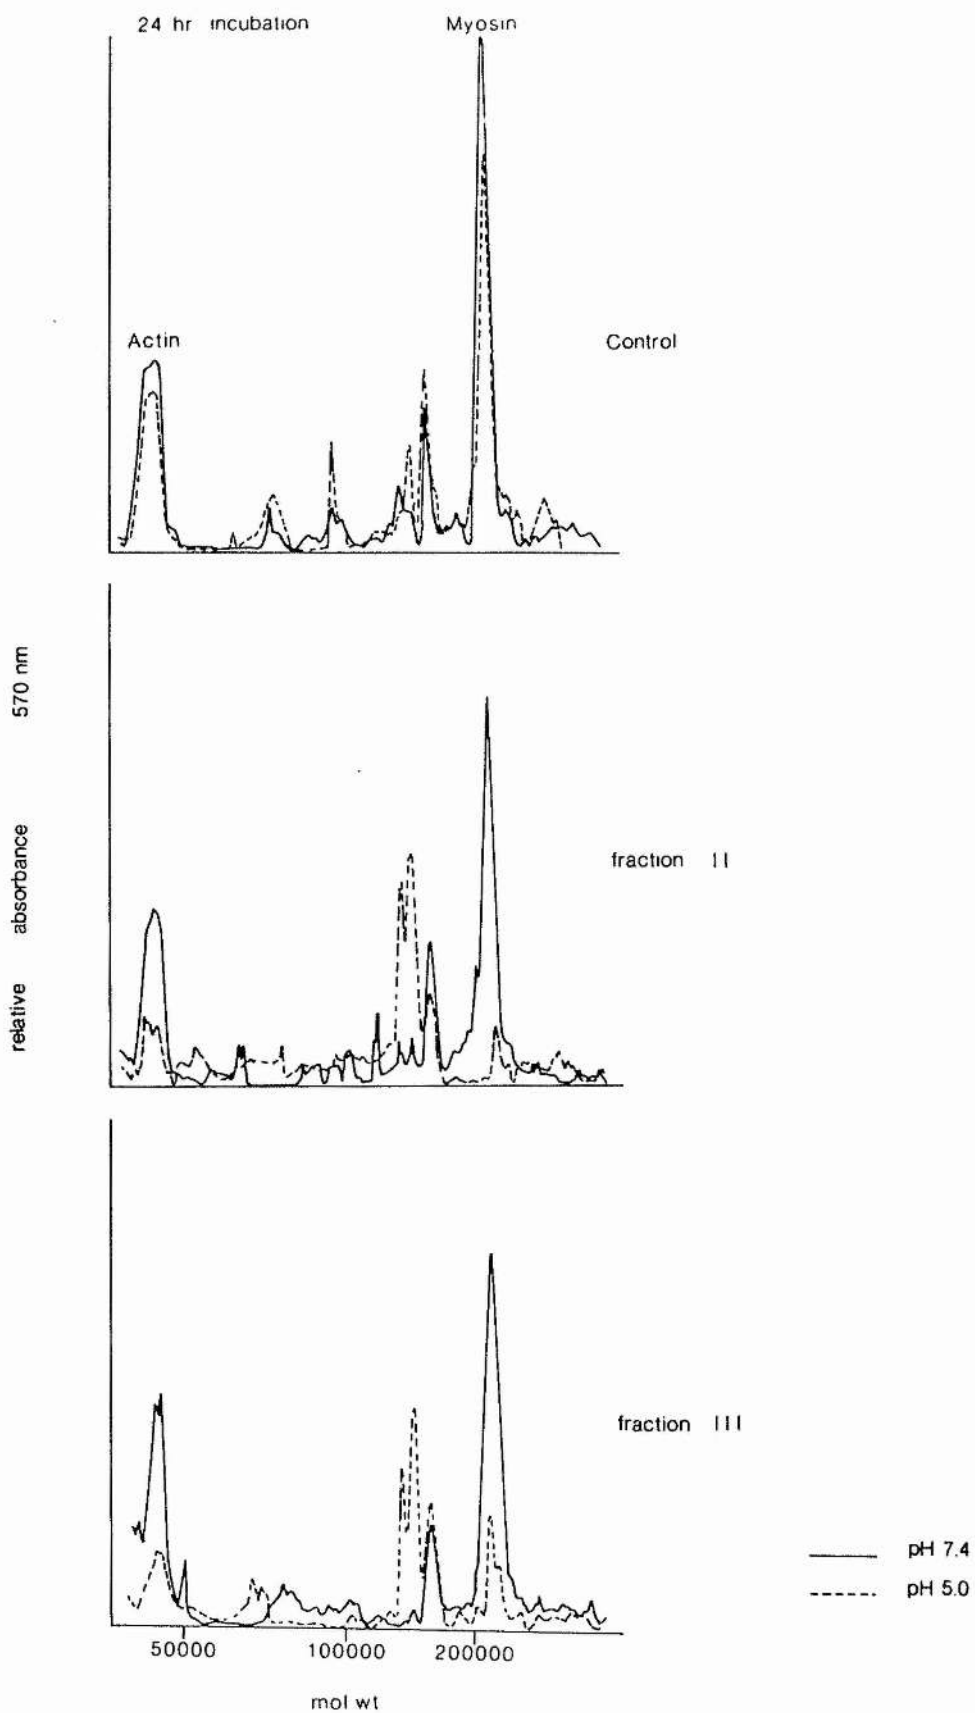 24 hr incubation
Myosin
Actin
Control
relative absorbance 570 nm
fraction II
fraction III
pH 7.4
pH 5.0
50000 100000 200000
mol wt